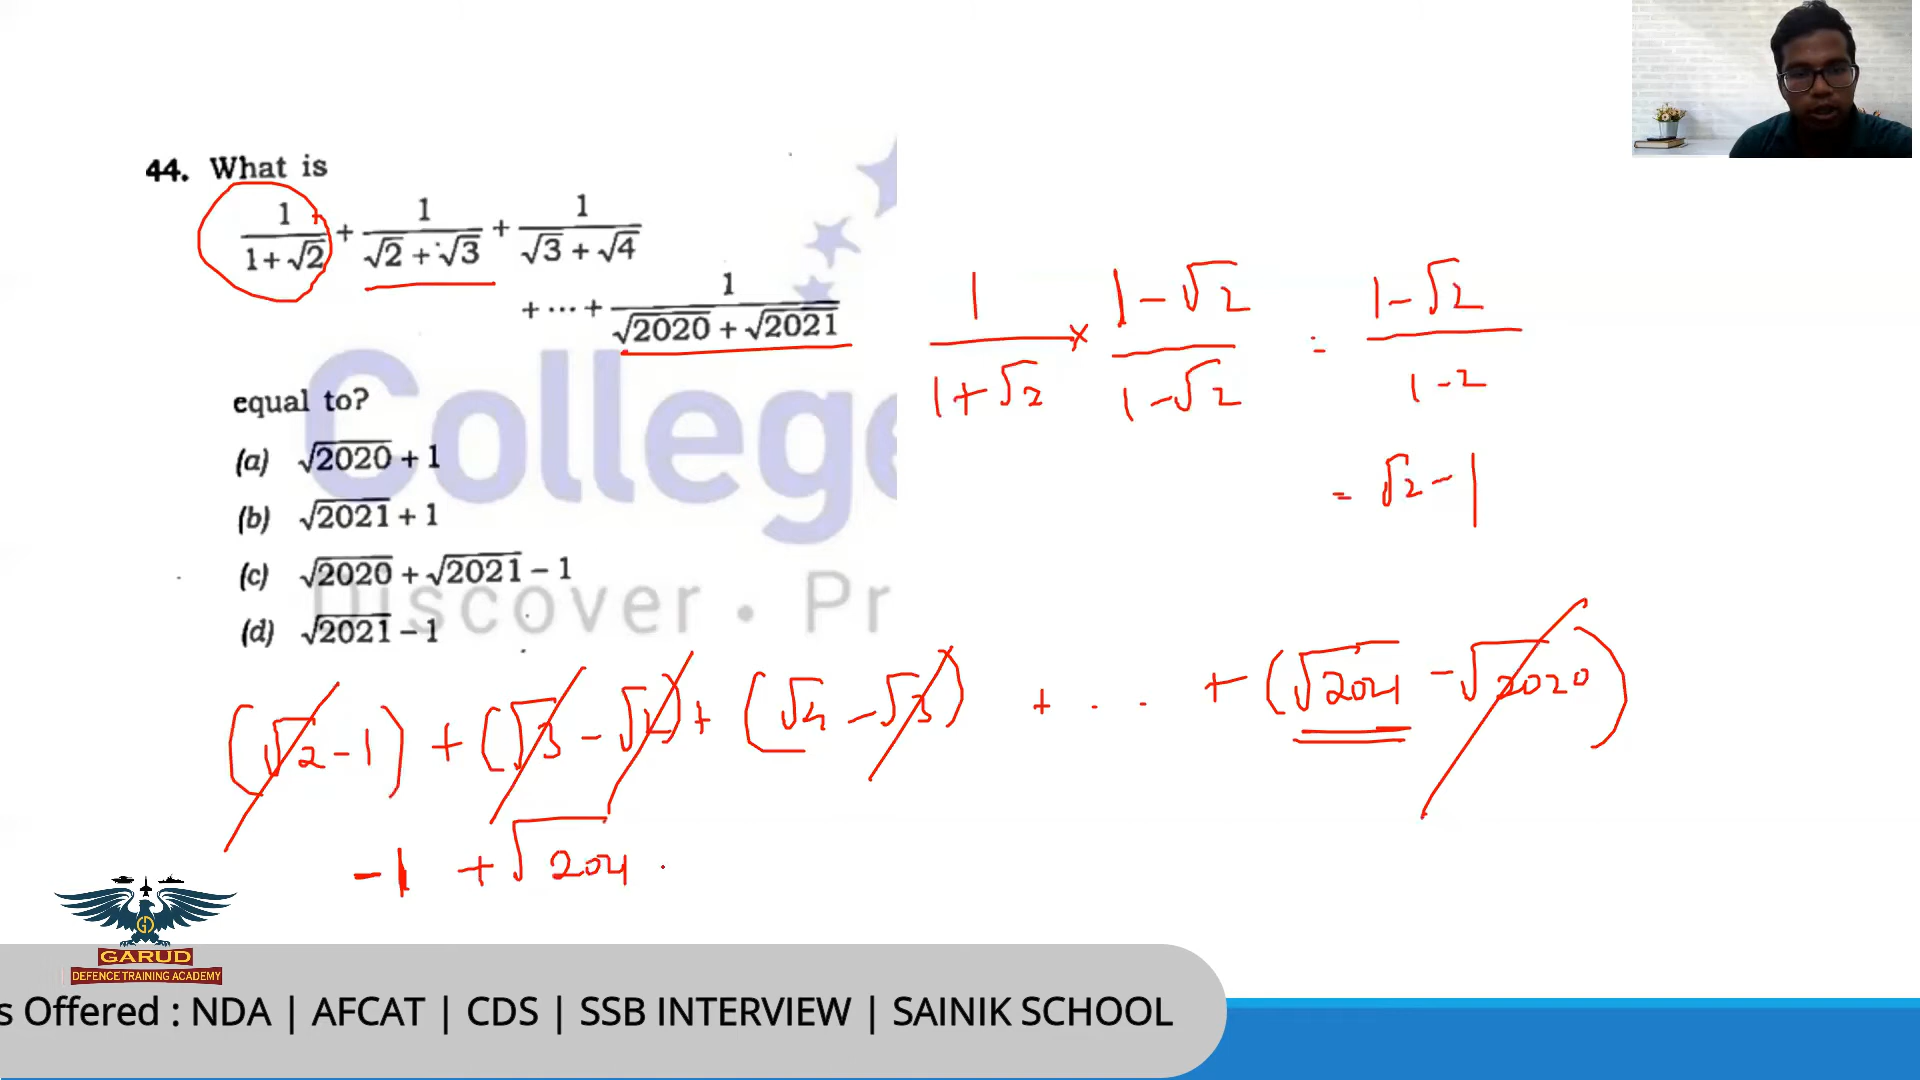 44. What is
1/(1+√2) + 1/(√2+√3) + 1/(√3+√4)
+ ... + 1/(√2020+√2021)
equal to?
(a) √2020 + 1
(b) √2021 + 1
(c) √2020 + √2021 − 1
(d) √2021 − 1
College
Discover • Pr
1/(1+√2) × (1−√2)/(1−√2) = (1−√2)/(1−2)
= √2 − 1
(√2−1) + (√3−√2) + (√4−√3) + ... + (√2021−√2020)
−1 + √2021
GARUD
DEFENCE TRAINING ACADEMY
s Offered : NDA | AFCAT | CDS | SSB INTERVIEW | SAINIK SCHOOL